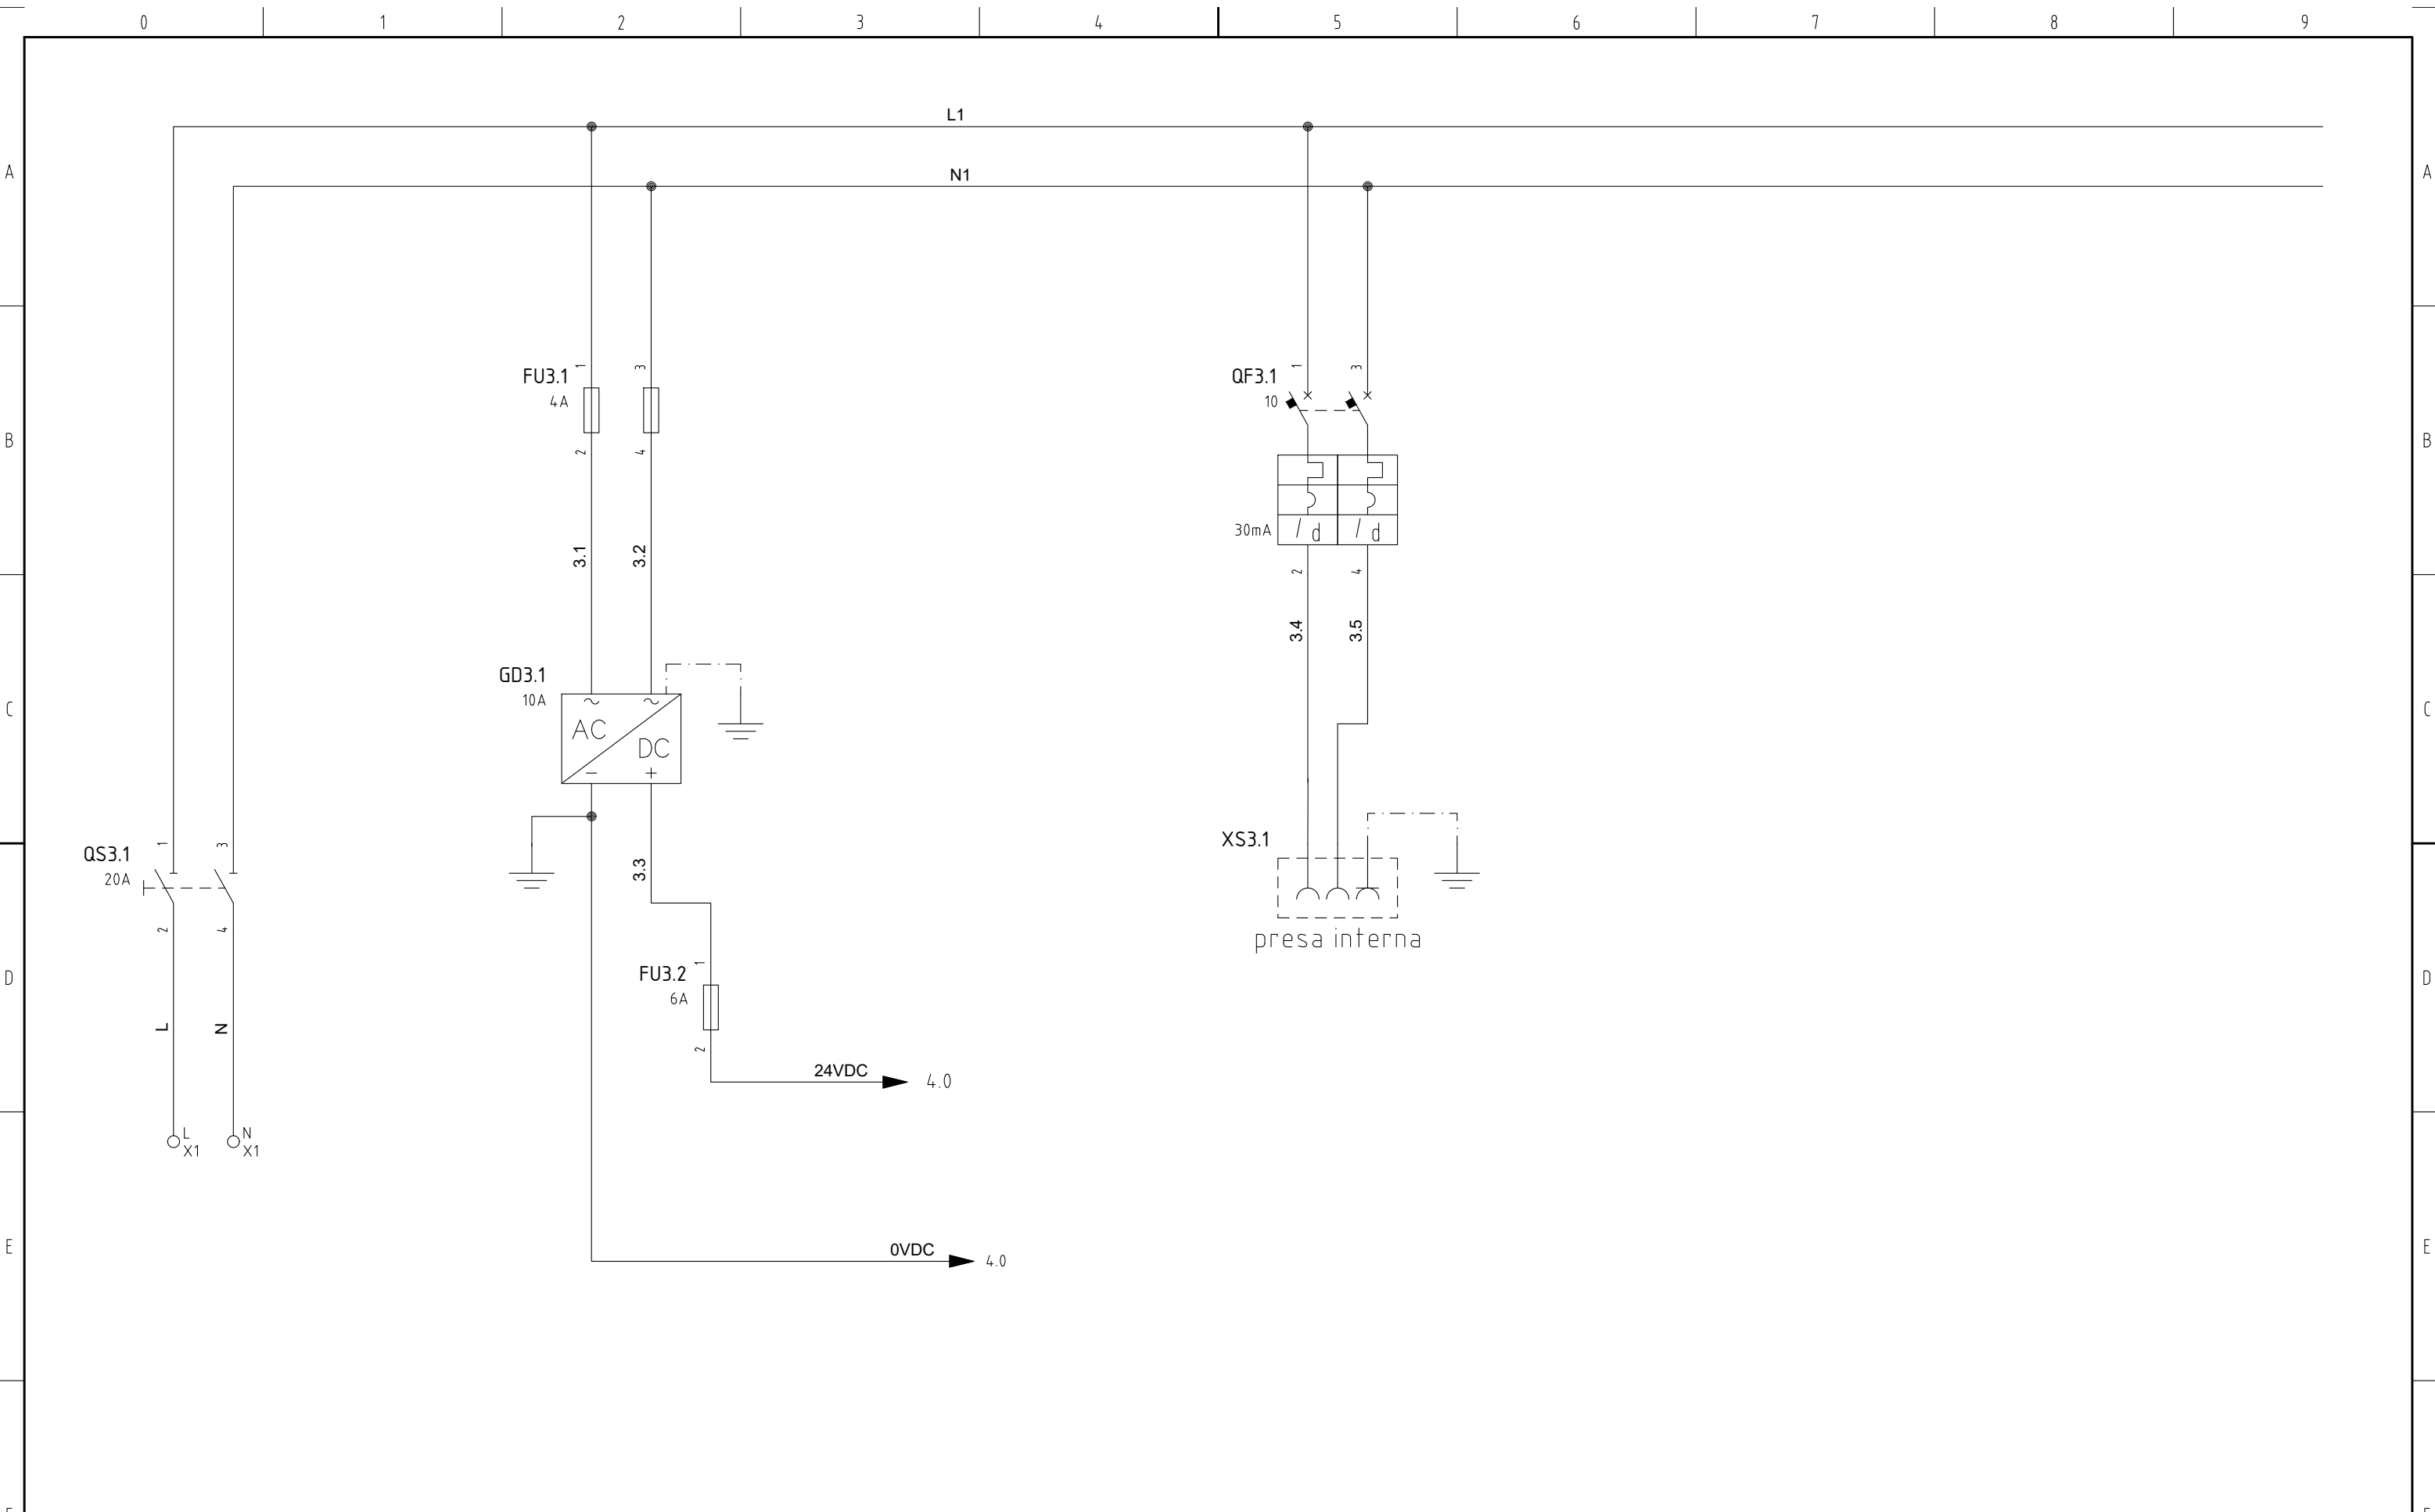 0 1 2 3 4 5 6 7 8 9
L1
A A
N1
FU3.1 1 3
4A
QF3.1 1 3
10
B B
2 4
30mA / d / d
3.1 3.2
2 4
3.4 3.5
GD3.1
10A
~ ~
C C
AC
DC
- +
QS3.1 1 3
20A
XS3.1
3.3
2 4
presa interna
FU3.2 1
D D
6A
L N
2
24VDC 4.0
L N
X1 X1
E E
0VDC 4.0